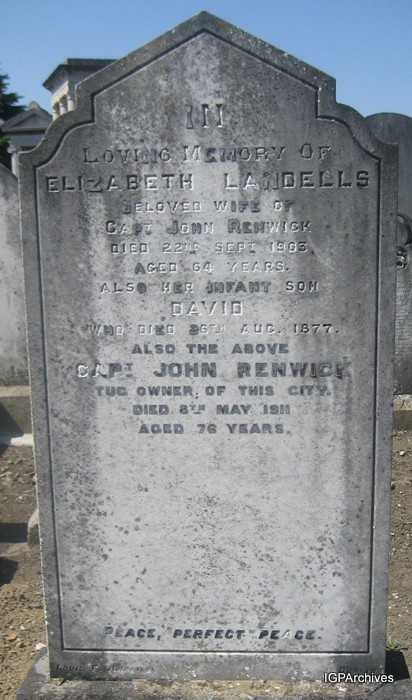 IN
LOVING MEMORY OF
ELIZABETH LANDELLS
BELOVED WIFE OF
CAPT JOHN RENWICK
DIED 22ND SEPT 1903.
AGED 64 YEARS.
ALSO HER INFANT SON
DAVID
WHO DIED 26TH AUG. 1877.
ALSO THE ABOVE
CAPT JOHN RENWICK
TUG OWNER, OF THIS CITY.
DIED 8TH MAY 1911
AGED 76 YEARS.
PEACE, PERFECT PEACE.
IGPArchives